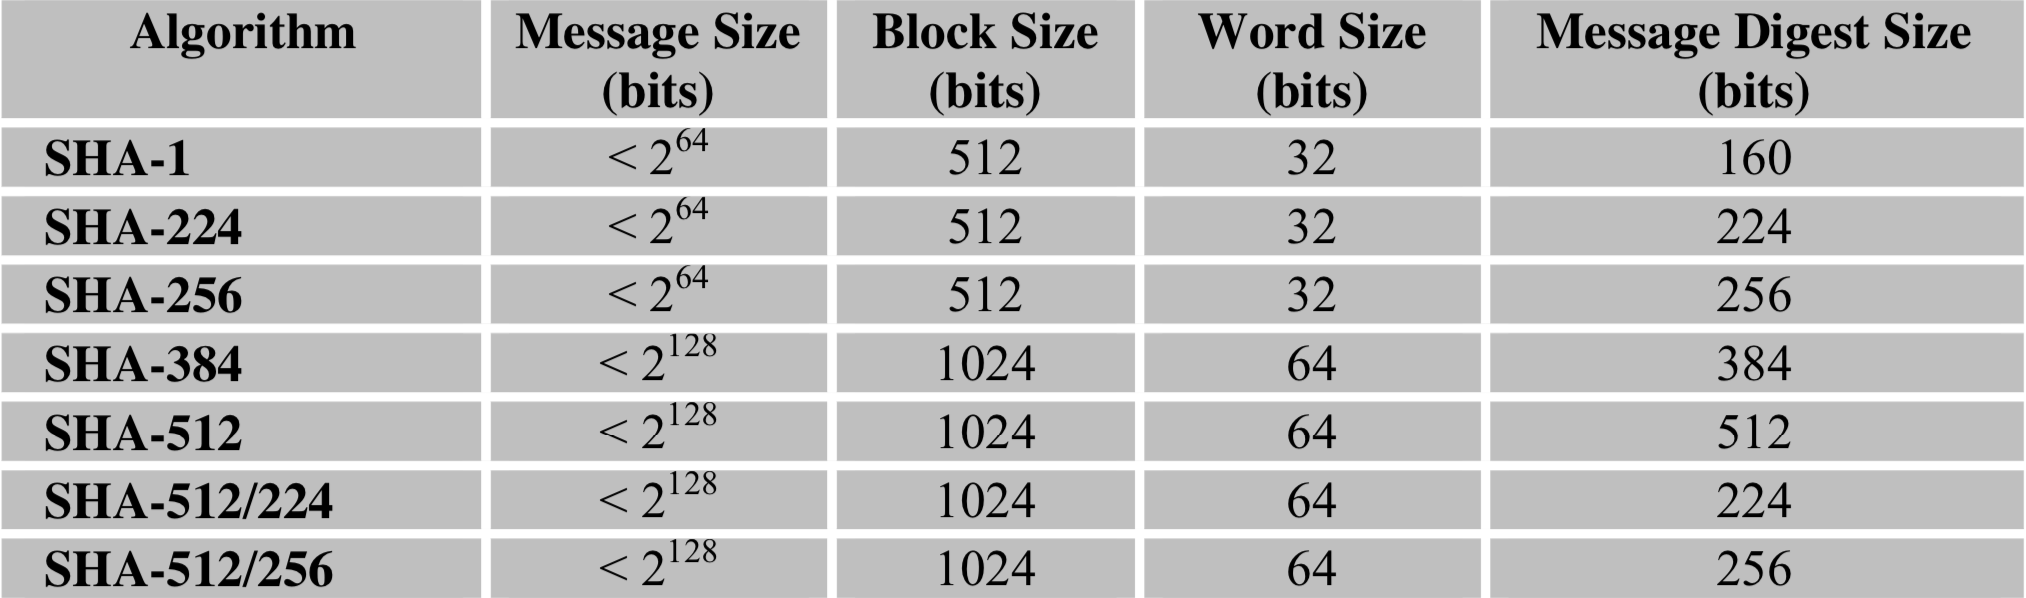 Algorithm Message Size (bits) Block Size (bits) Word Size (bits) Message Digest Size (bits)
SHA-1 < 2^64 512 32 160
SHA-224 < 2^64 512 32 224
SHA-256 < 2^64 512 32 256
SHA-384 < 2^128 1024 64 384
SHA-512 < 2^128 1024 64 512
SHA-512/224 < 2^128 1024 64 224
SHA-512/256 < 2^128 1024 64 256